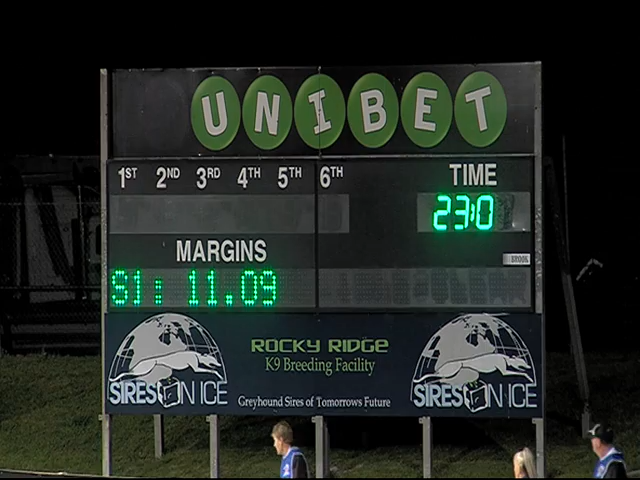 UNIBET
1ST 2ND 3RD 4TH 5TH 6TH TIME
23:0
MARGINS
S1: 11.09
ROCKY RIDGE
K9 Breeding Facility
SIRES ON ICE
Greyhound Sires of Tomorrows Future
SIRES ON ICE